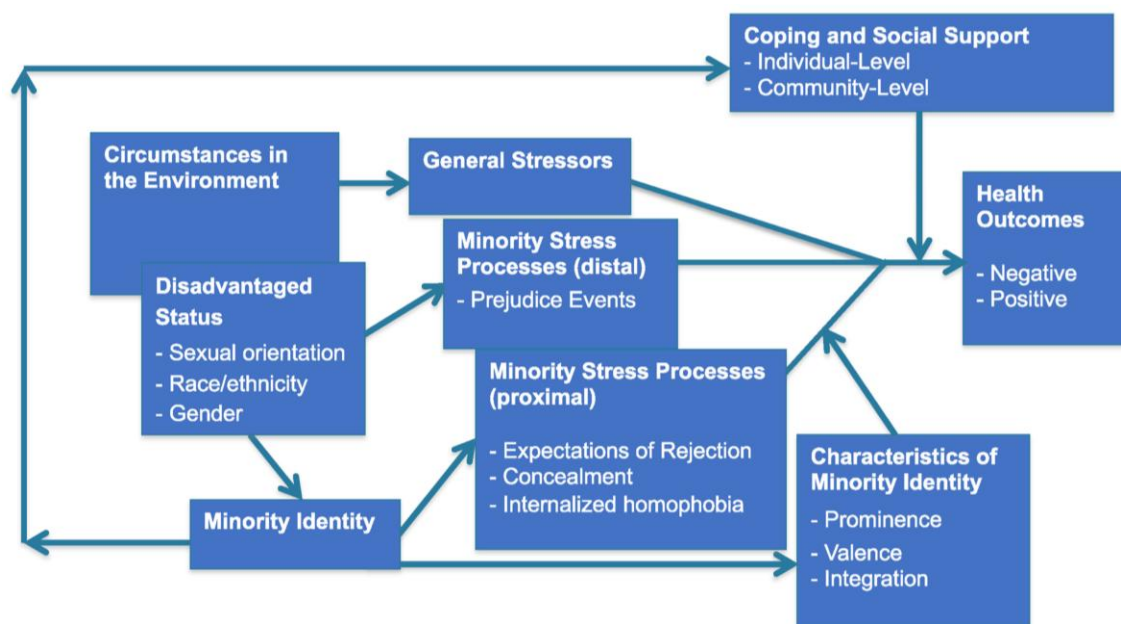 Coping and Social Support
- Individual-Level
- Community-Level
Circumstances in
the Environment
General Stressors
Health
Outcomes
- Negative
- Positive
Minority Stress
Processes (distal)
- Prejudice Events
Disadvantaged
Status
- Sexual orientation
- Race/ethnicity
- Gender
Minority Stress Processes
(proximal)
- Expectations of Rejection
- Concealment
- Internalized homophobia
Characteristics of
Minority Identity
- Prominence
- Valence
- Integration
Minority Identity